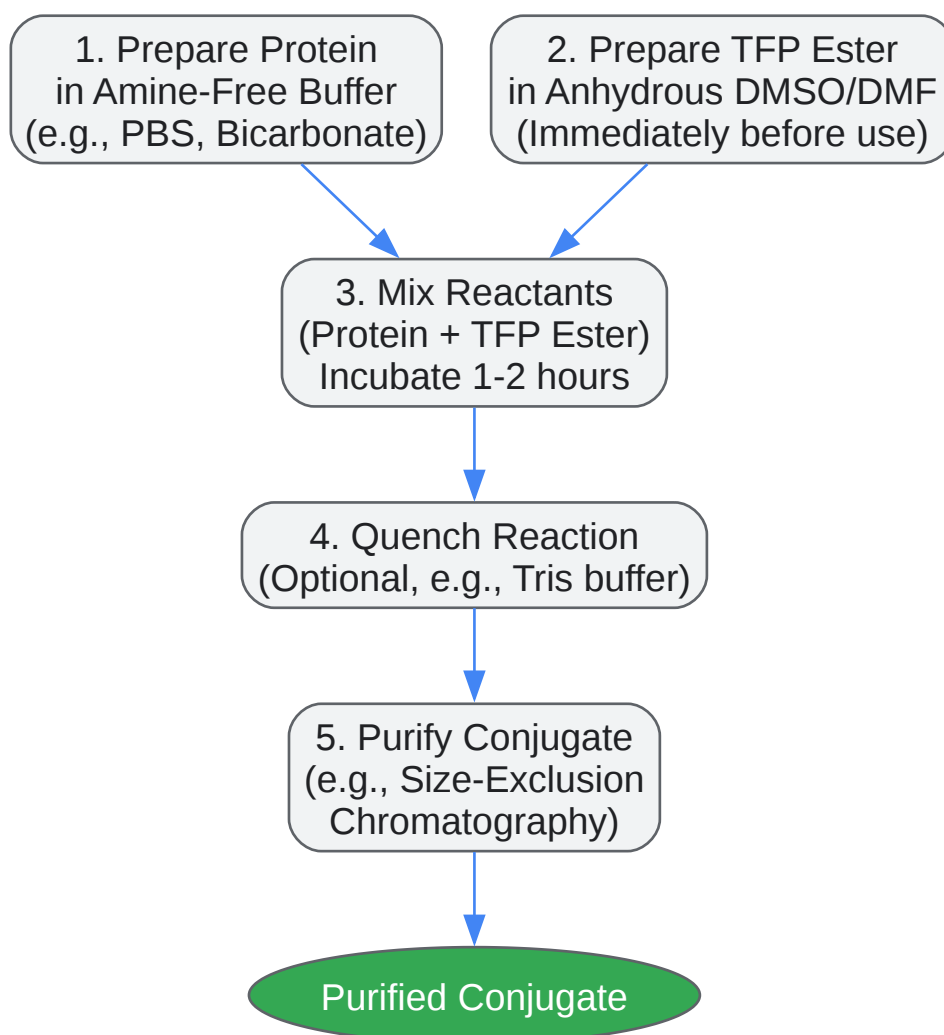 1. Prepare Protein
in Amine-Free Buffer
(e.g., PBS, Bicarbonate)
2. Prepare TFP Ester
in Anhydrous DMSO/DMF
(Immediately before use)
3. Mix Reactants
(Protein + TFP Ester)
Incubate 1-2 hours
4. Quench Reaction
(Optional, e.g., Tris buffer)
5. Purify Conjugate
(e.g., Size-Exclusion
Chromatography)
Purified Conjugate